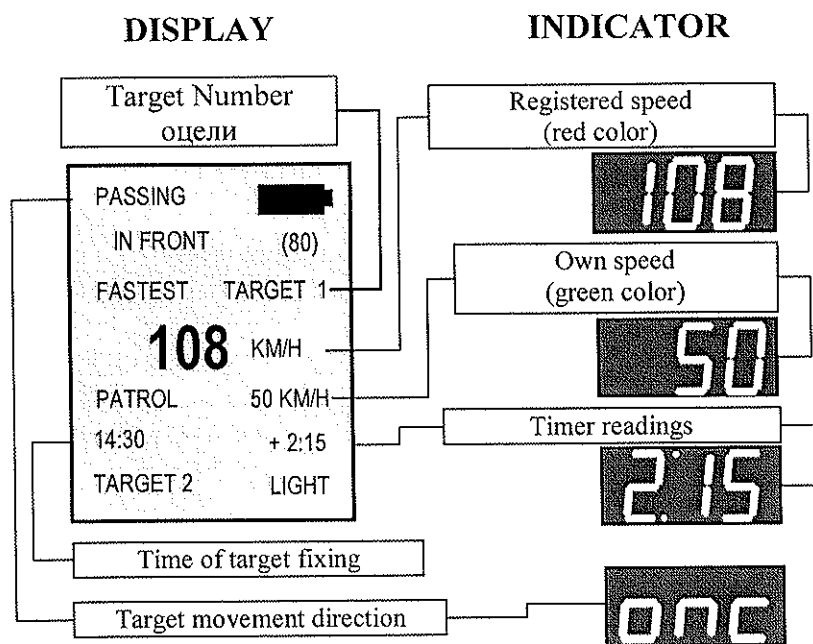 DISPLAY
INDICATOR
Target Number
оцели
Registered speed
(red color)
108
PASSING
IN FRONT (80)
FASTEST TARGET 1
108 KM/H
PATROL 50 KM/H
14:30 + 2:15
TARGET 2 LIGHT
Own speed
(green color)
50
Timer readings
2:15
Time of target fixing
Target movement direction
onc